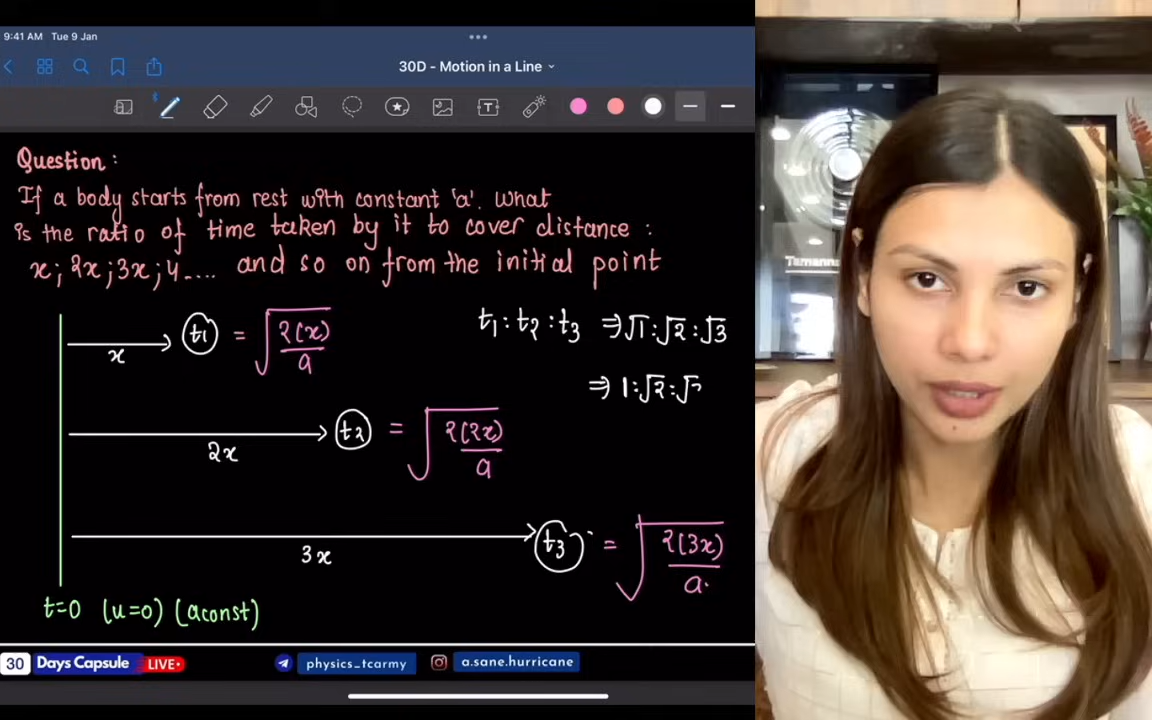 9:41 AM Tue 9 Jan
30D - Motion in a Line
Question:
If a body starts from rest with constant 'a'. What
is the ratio of time taken by it to cover distance :
x; 2x; 3x; 4.... and so on from the initial point
x t1 = √(2(x)/a)
t1 : t2 : t3 ⇒ √1 : √2 : √3
⇒ 1 : √2 :
2x t2 = √(2(2x)/a)
3x t3 = √(2(3x)/a)
t=0 (u=0) (a const)
30 Days Capsule LIVE
physics_tcarmy
a.sane.hurricane